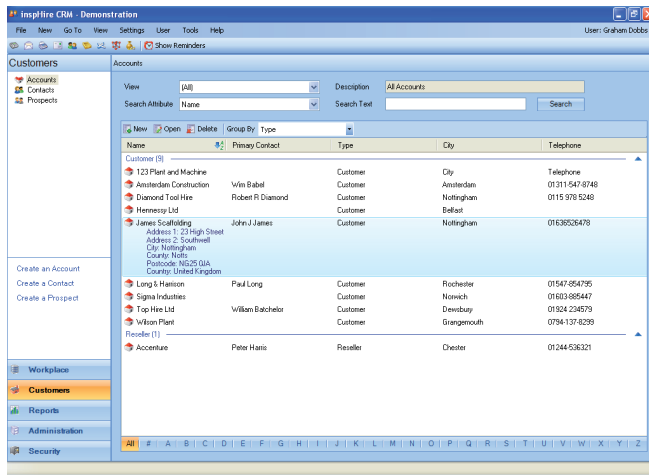 inspHire CRM - Demonstration
File New Go To View Settings User Tools Help User: Graham Dobbs
Show Reminders
Customers
Accounts
Contacts
Prospects
Create an Account
Create a Contact
Create a Prospect
Workplace
Customers
Reports
Administration
Security
Accounts
View (All) Description All Accounts
Search Attribute Name Search Text Search
New Open Delete Group By Type
Name Primary Contact Type City Telephone
Customer (9)
123 Plant and Machine Customer City Telephone
Amsterdam Construction Wim Babel Customer Amsterdam 01311-547-8748
Diamond Tool Hire Robert R Diamond Customer Nottingham 0115 978 5248
Hennessy Ltd Customer Belfast
James Scaffolding John J James Customer Nottingham 01636526478
Address 1: 23 High Street
Address 2: Southwell
City: Nottingham
County: Notts
Postcode: NG25 0JA
Country: United Kingdom
Long & Harrison Paul Long Customer Rochester 01547-854795
Sigma Industries Customer Norwich 01603-885447
Top Hire Ltd William Batchelor Customer Dewsbury 01924 234579
Wilson Plant Customer Grangemouth 0794-137-8299
Reseller (1)
Accenture Peter Harris Reseller Chester 01244-536321
All # A B C D E F G H I J K L M N O P Q R S T U V W X Y Z